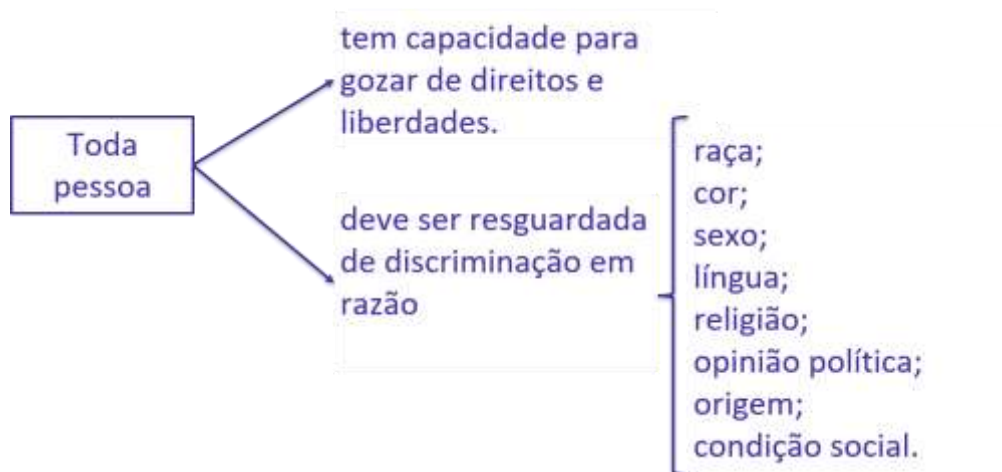 Toda
pessoa
tem capacidade para
gozar de direitos e
liberdades.
deve ser resguardada
de discriminação em
razão
raça;
cor;
sexo;
língua;
religião;
opinião política;
origem;
condição social.